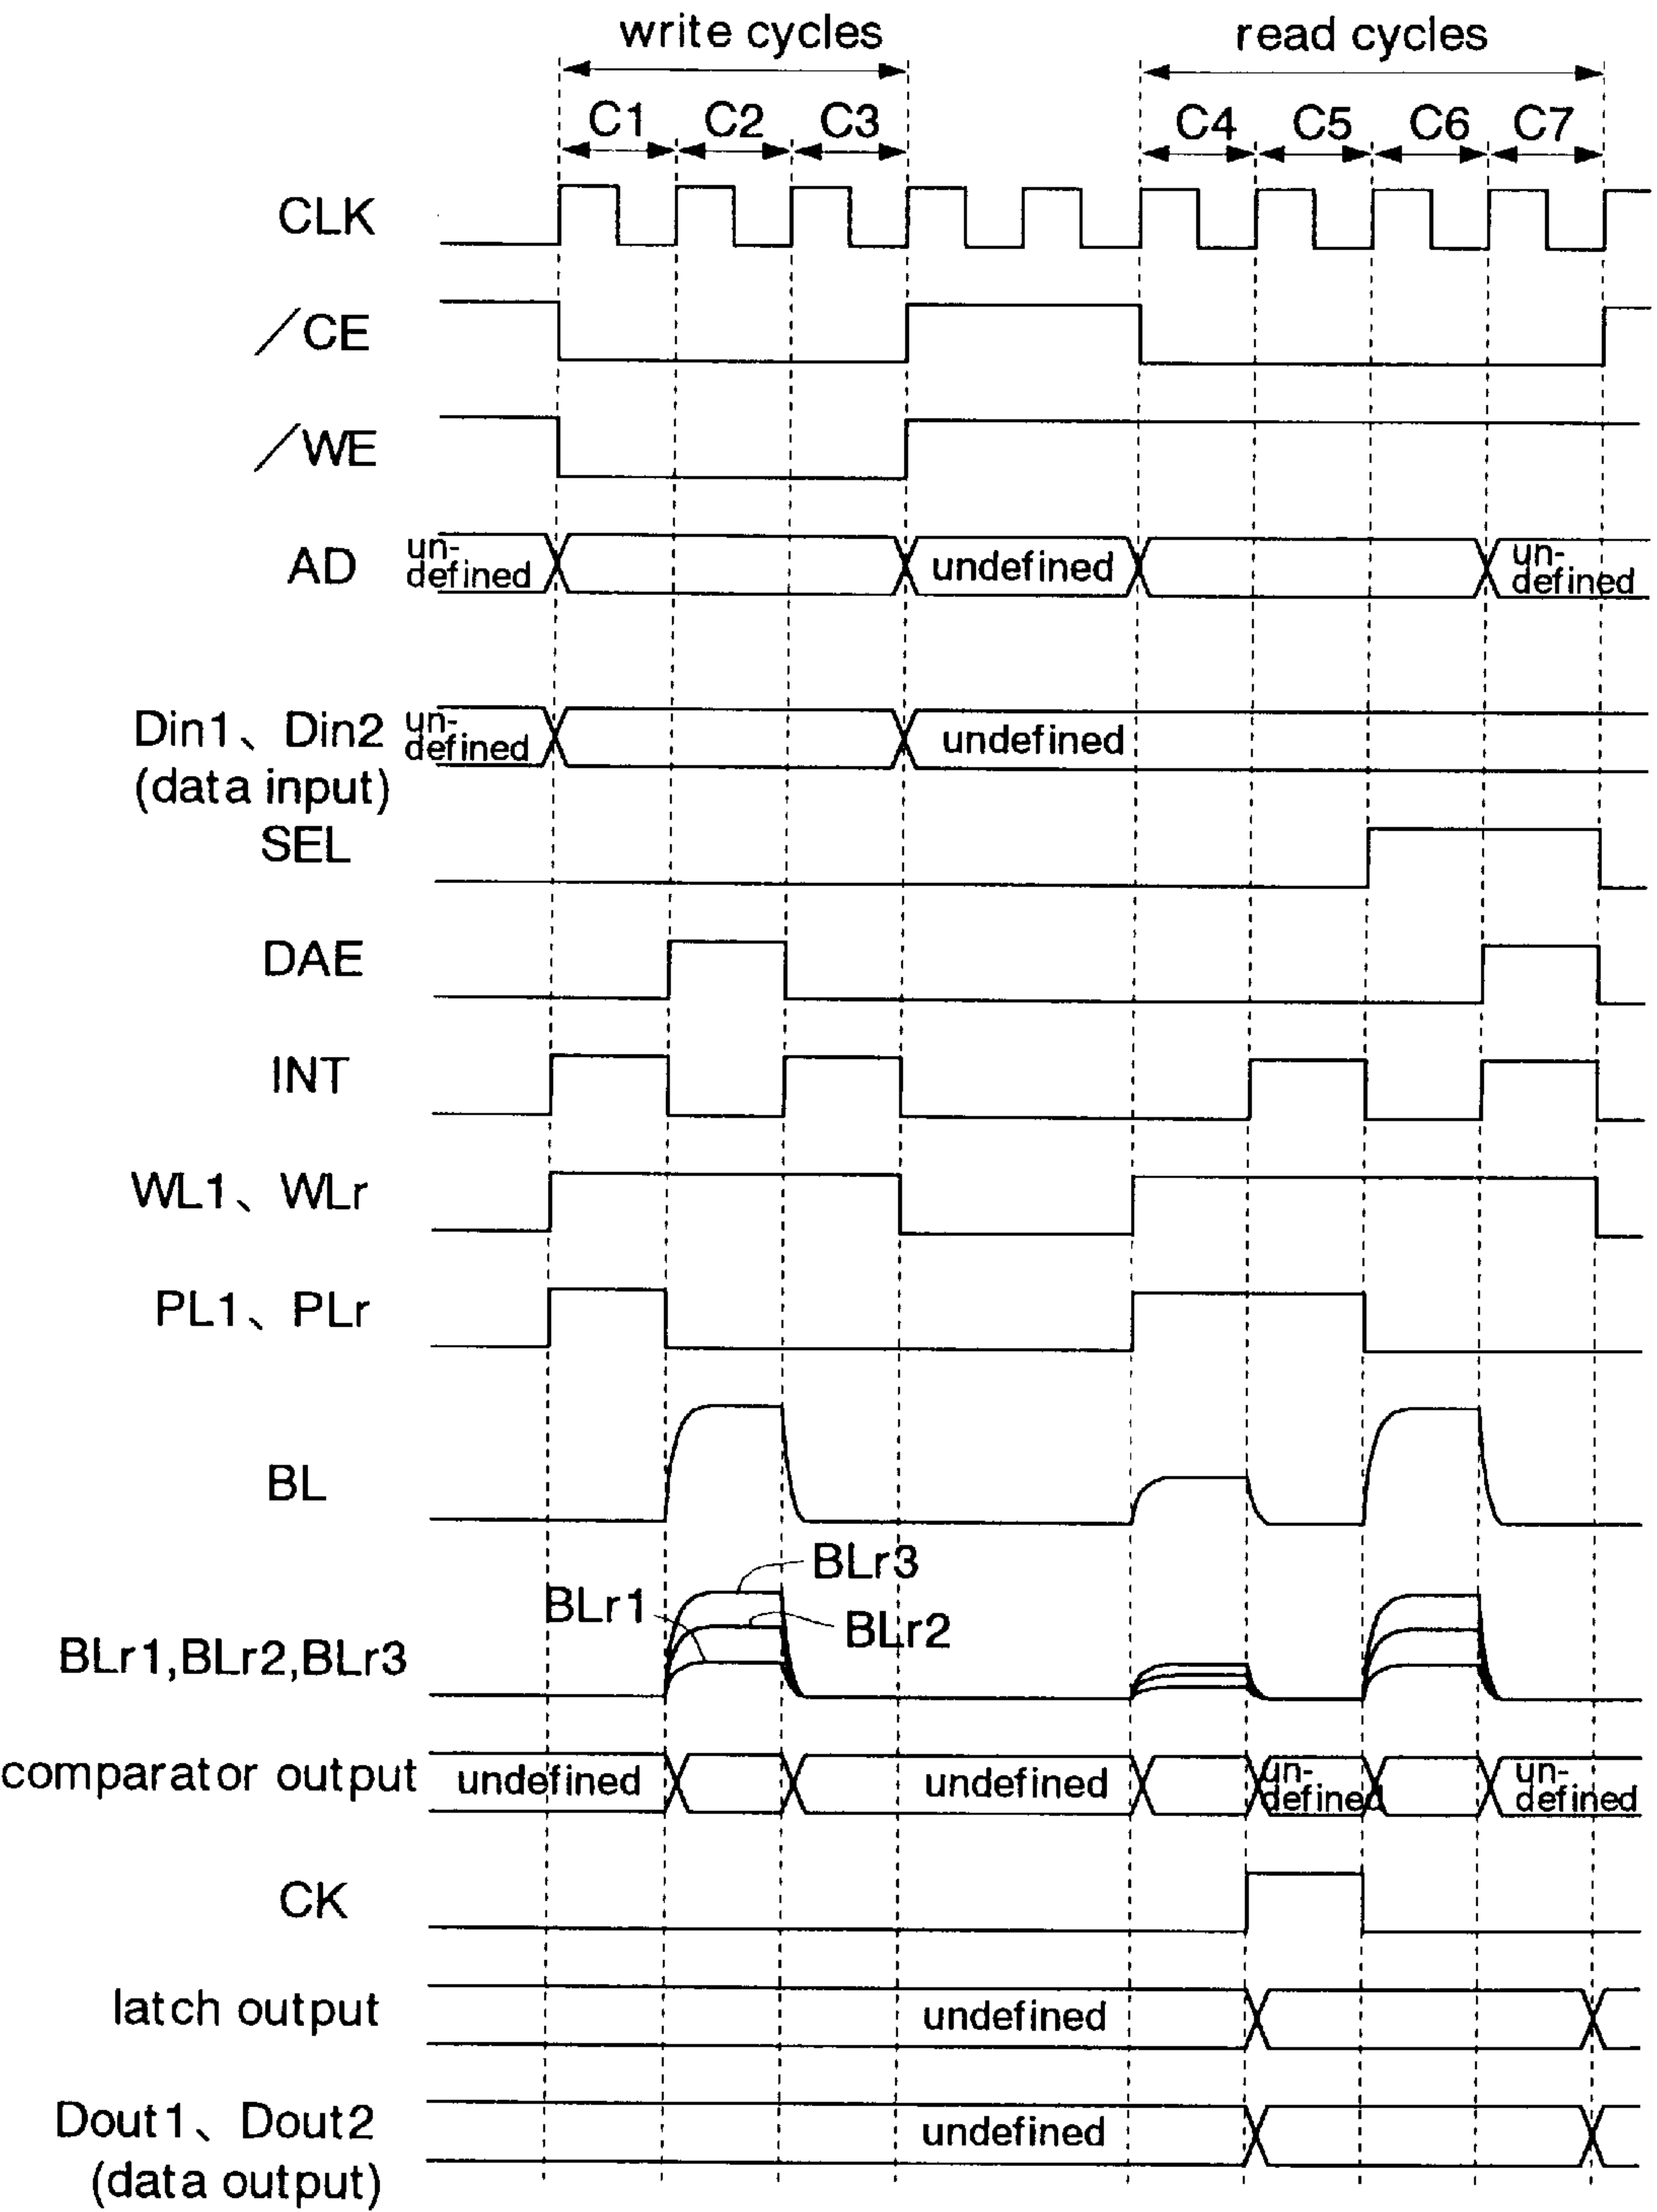 write cycles
read cycles
C1
C2
C3
C4
C5
C6
C7
CLK
／CE
／WE
AD
un-
defined
undefined
un-
defined
Din1、Din2
(data input)
un-
defined
undefined
SEL
DAE
INT
WL1、WLr
PL1、PLr
BL
BLr3
BLr1
BLr2
BLr1,BLr2,BLr3
comparator output
undefined
undefined
un-
defined
un-
defined
CK
latch output
undefined
Dout1、Dout2
(data output)
undefined